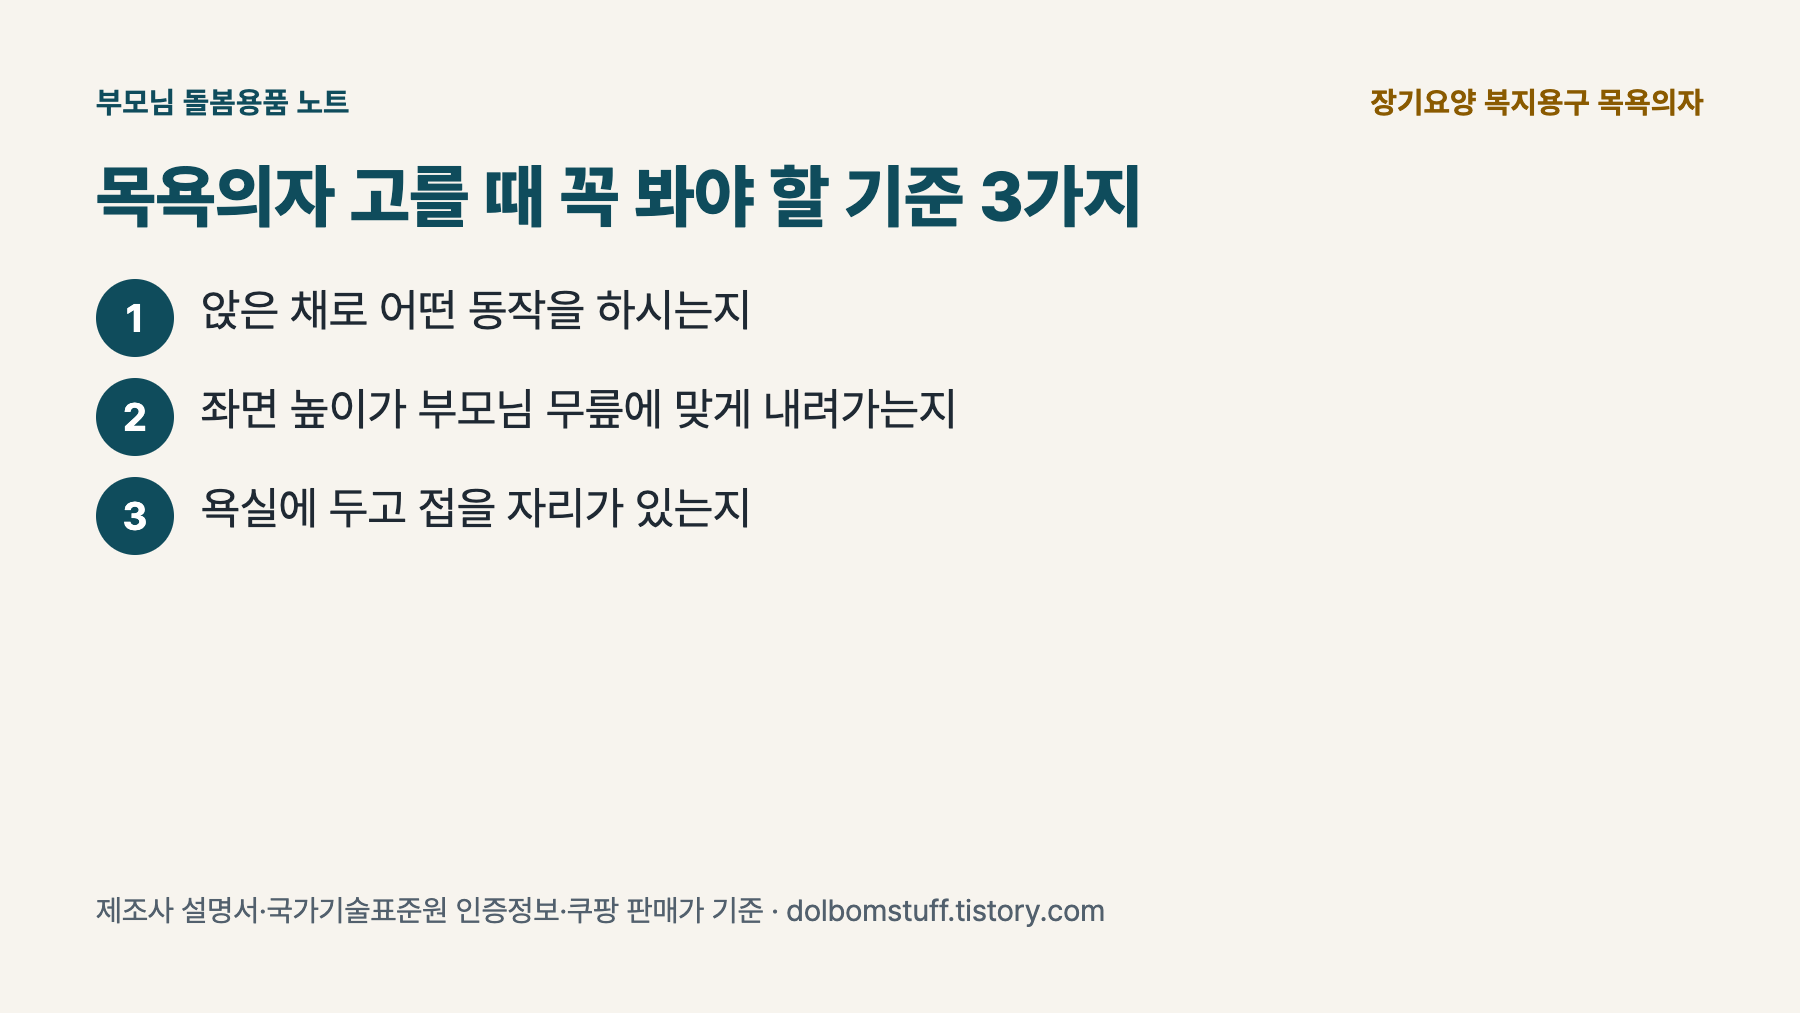 부모님 돌봄용품 노트
장기요양 복지용구 목욕의자
목욕의자 고를 때 꼭 봐야 할 기준 3가지
1 앉은 채로 어떤 동작을 하시는지
2 좌면 높이가 부모님 무릎에 맞게 내려가는지
3 욕실에 두고 접을 자리가 있는지
제조사 설명서·국가기술표준원 인증정보·쿠팡 판매가 기준 · dolbomstuff.tistory.com